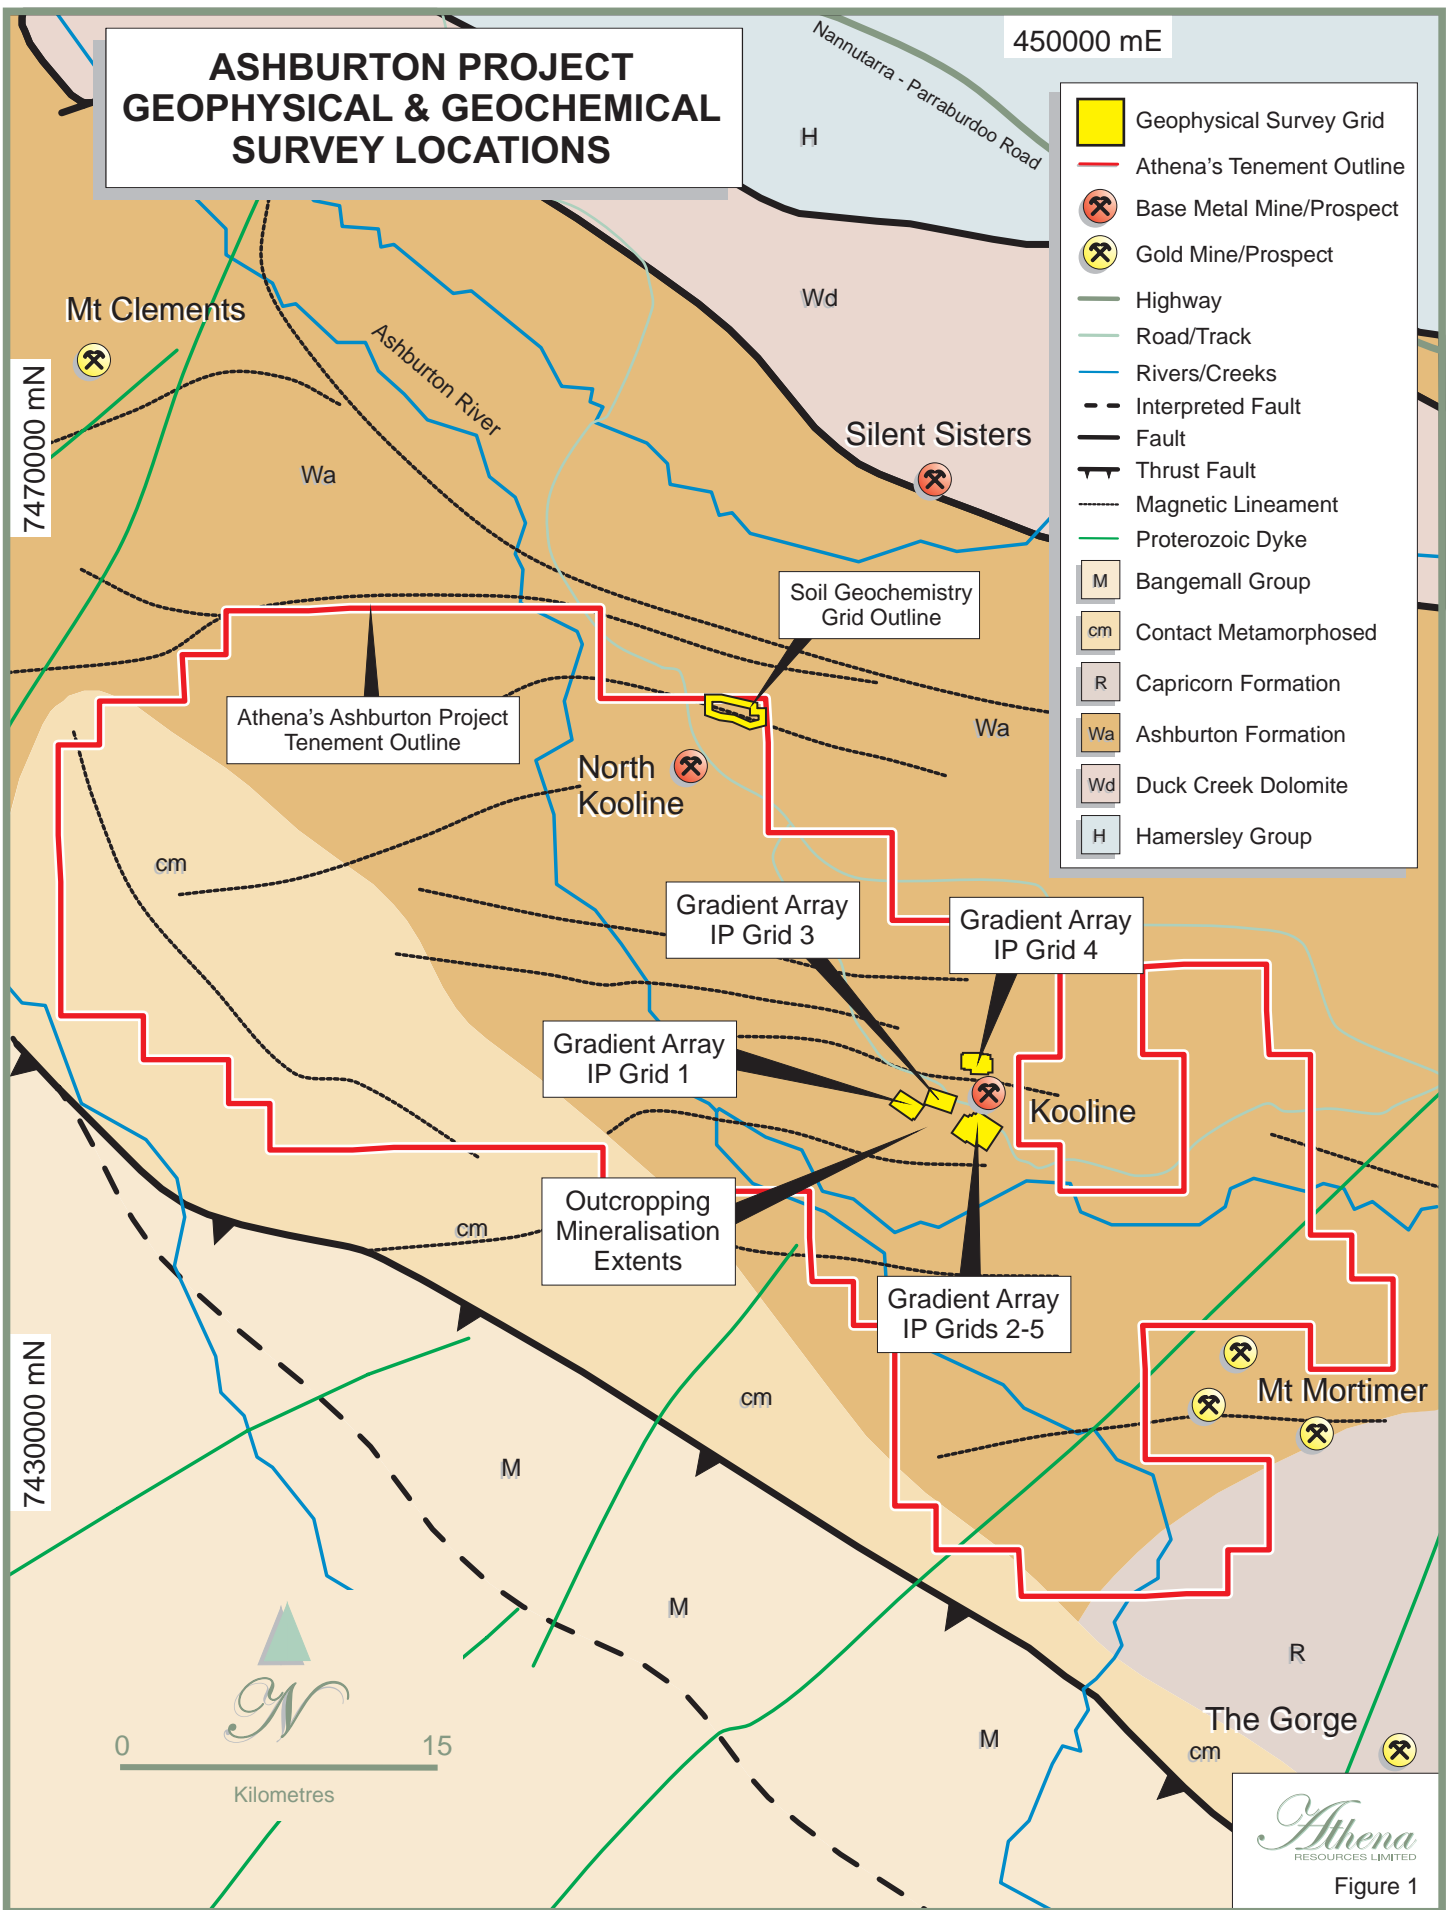 ASHBURTON PROJECT
GEOPHYSICAL & GEOCHEMICAL
SURVEY LOCATIONS
450000 mE
Nannutarra - Parraburdoo Road
H
Geophysical Survey Grid
Athena's Tenement Outline
Base Metal Mine/Prospect
Gold Mine/Prospect
Highway
Road/Track
Rivers/Creeks
Interpreted Fault
Fault
Thrust Fault
Magnetic Lineament
Proterozoic Dyke
M Bangemall Group
cm Contact Metamorphosed
R Capricorn Formation
Wa Ashburton Formation
Wd Duck Creek Dolomite
H Hamersley Group
Mt Clements
Wd
Ashburton River
7470000 mN
Silent Sisters
Wa
Soil Geochemistry
Grid Outline
Athena's Ashburton Project
Tenement Outline
Wa
North
Kooline
cm
Gradient Array
IP Grid 3
Gradient Array
IP Grid 4
Gradient Array
IP Grid 1
Kooline
Outcropping
Mineralisation
Extents
cm
Gradient Array
IP Grids 2-5
7430000 mN
Mt Mortimer
cm
M
M
R
N
The Gorge
M
cm
0 15
Kilometres
Athena
RESOURCES LIMITED
Figure 1